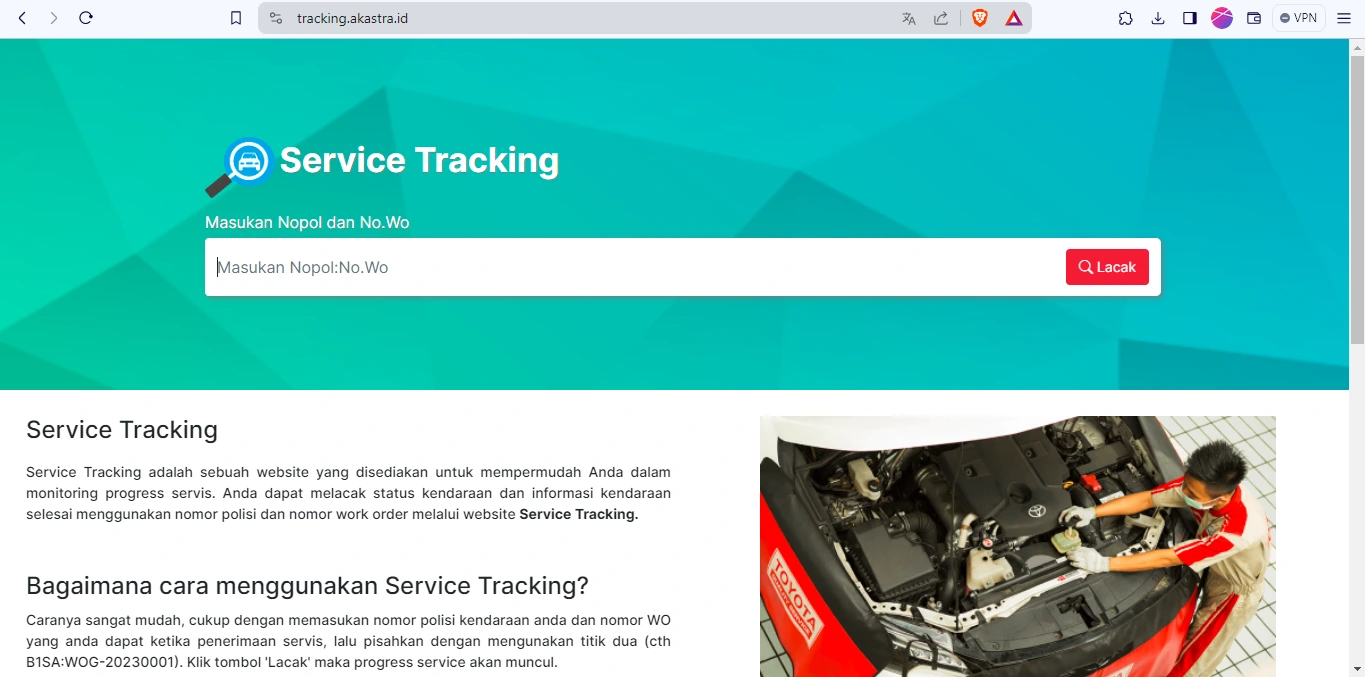 tracking.akastra.id
VPN
Service Tracking
Masukan Nopol dan No.Wo
Masukan Nopol:No.Wo
Lacak
Service Tracking
Service Tracking adalah sebuah website yang disediakan untuk mempermudah Anda dalam
monitoring progress servis. Anda dapat melacak status kendaraan dan informasi kendaraan
selesai menggunakan nomor polisi dan nomor work order melalui website Service Tracking.
Bagaimana cara menggunakan Service Tracking?
Caranya sangat mudah, cukup dengan memasukan nomor polisi kendaraan anda dan nomor WO
yang anda dapat ketika penerimaan servis, lalu pisahkan dengan mengunakan titik dua (cth
B1SA:WOG-20230001). Klik tombol 'Lacak' maka progress service akan muncul.
TOYOTA